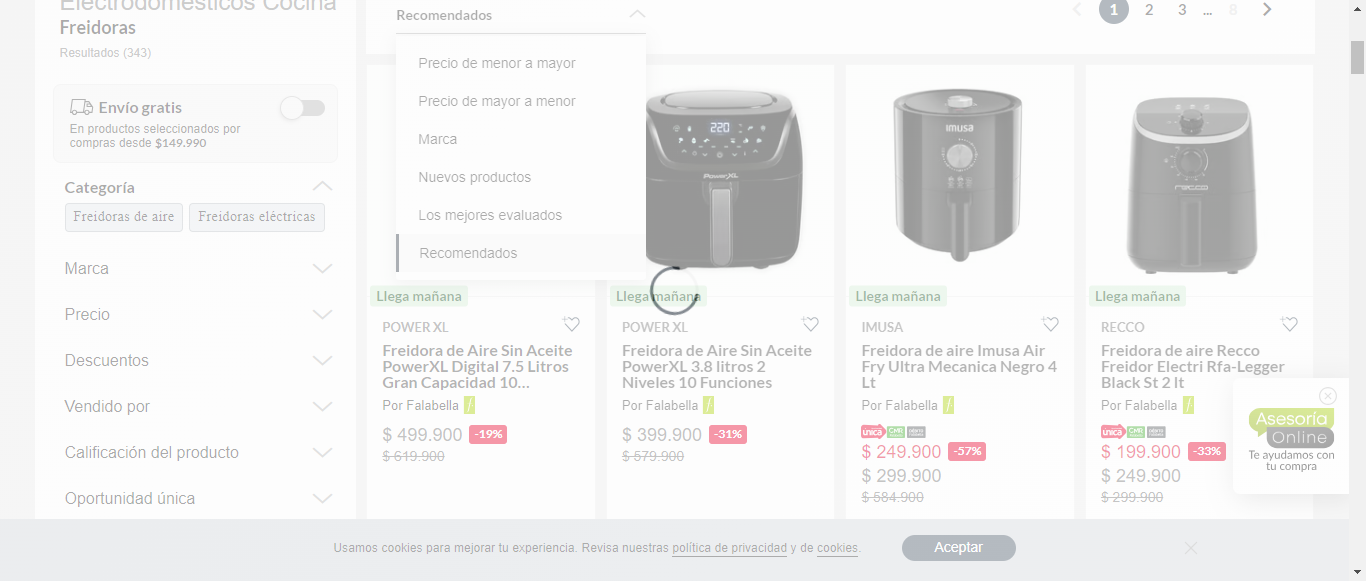 Electrodomésticos Cocina
Freidoras
Resultados (343)
Envío gratis
En productos seleccionados por
compras desde $149.990
Categoría
Freidoras de aire
Freidoras eléctricas
Marca
Precio
Descuentos
Vendido por
Calificación del producto
Oportunidad única
Recomendados
Precio de menor a mayor
Precio de mayor a menor
Marca
Nuevos productos
Los mejores evaluados
Recomendados
1 2 3 ... 8
Llega mañana
POWER XL
Freidora de Aire Sin Aceite
PowerXL Digital 7.5 Litros
Gran Capacidad 10...
Por Falabella
$ 499.900 -19%
$ 619.900
220
PowerXL
Llega mañana
POWER XL
Freidora de Aire Sin Aceite
PowerXL 3.8 litros 2
Niveles 10 Funciones
Por Falabella
$ 399.900 -31%
$ 579.900
imusa
Llega mañana
IMUSA
Freidora de aire Imusa Air
Fry Ultra Mecanica Negro 4
Lt
Por Falabella
única CMR
$ 249.900 -57%
$ 299.900
$ 584.900
recco
Llega mañana
RECCO
Freidora de aire Recco
Freidor Electri Rfa-Legger
Black St 2 lt
Por Falabella
única CMR
$ 199.900 -33%
$ 249.900
$ 299.900
Asesoría
Online
Te ayudamos con
tu compra
Usamos cookies para mejorar tu experiencia. Revisa nuestras política de privacidad y de cookies.
Aceptar